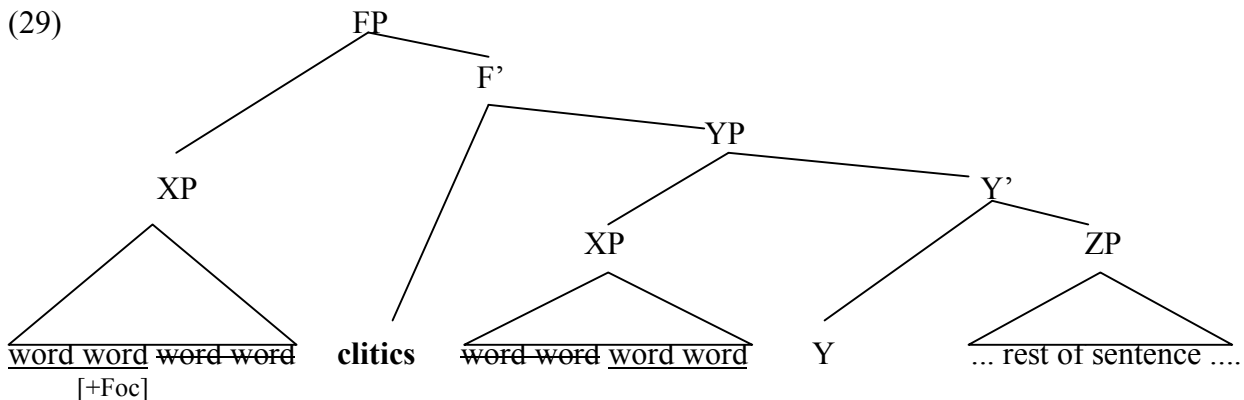 (29) FP
F’
YP
XP Y’
XP ZP
word word word word clitics word word word word Y ... rest of sentence ....
[+Foc]